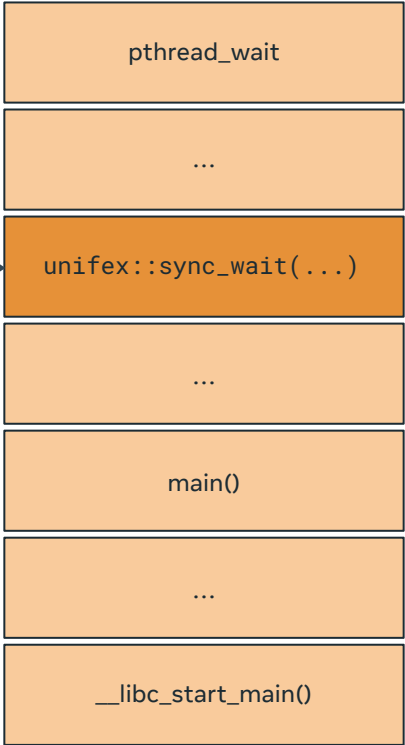 pthread_wait
...
unifex::sync_wait(...)
...
main()
...
__libc_start_main()